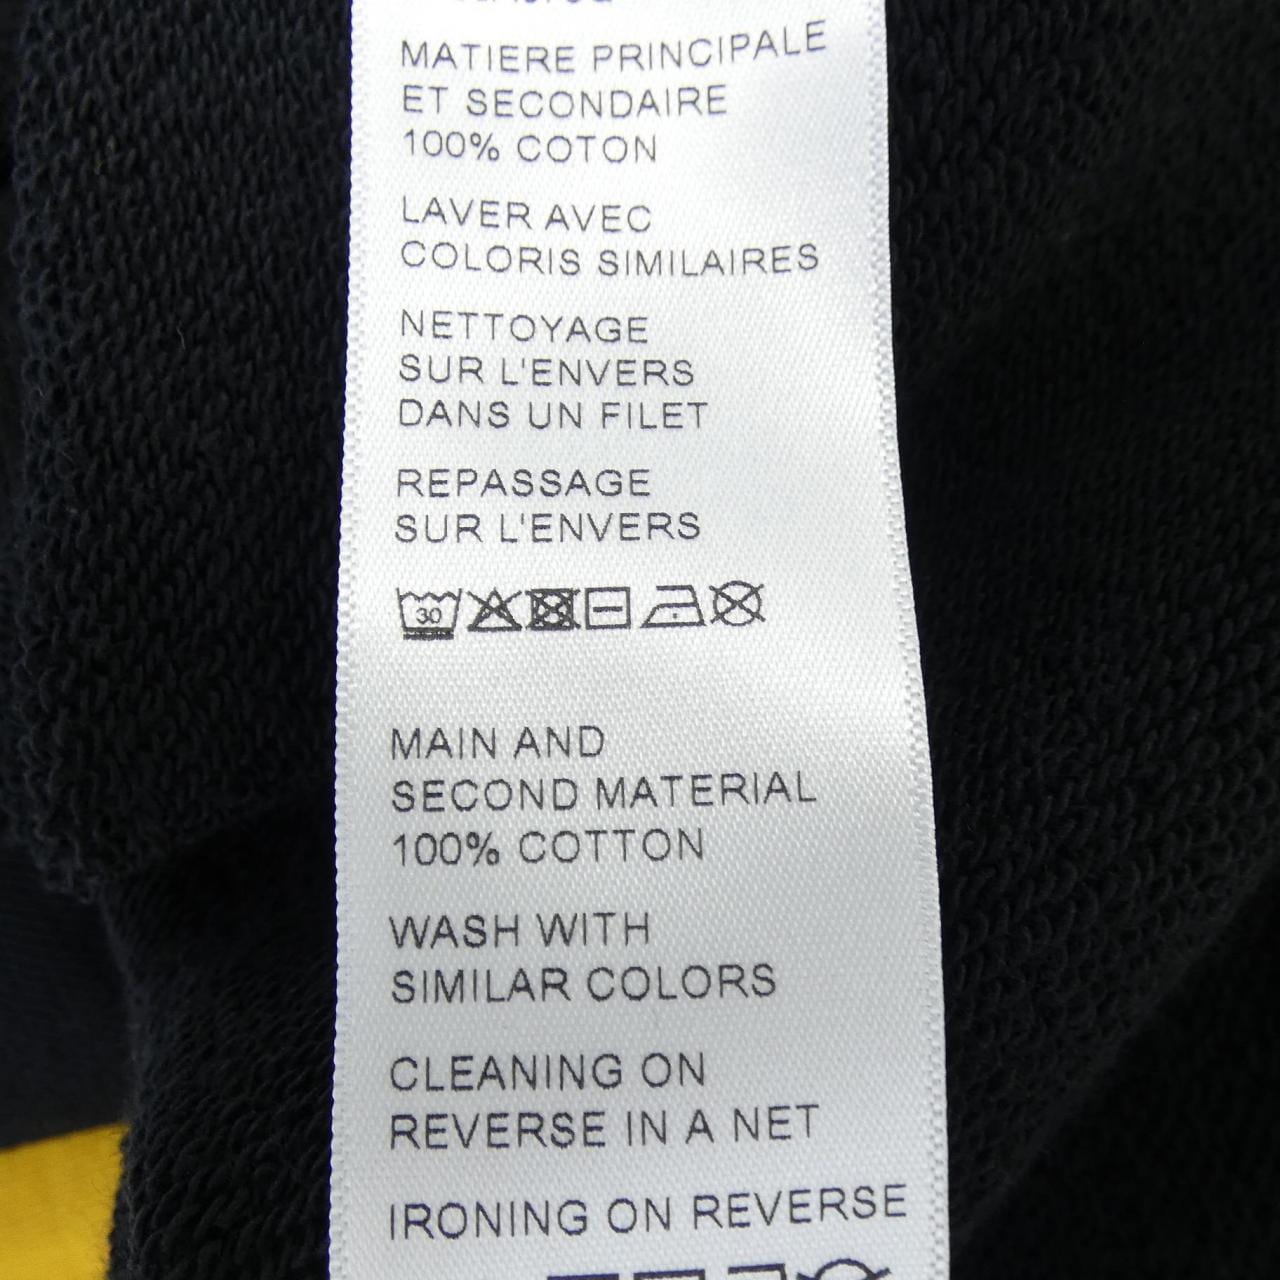 MATIERE PRINCIPALE
ET SECONDAIRE
100% COTON
LAVER AVEC
COLORIS SIMILAIRES
NETTOYAGE
SUR L'ENVERS
DANS UN FILET
REPASSAGE
SUR L'ENVERS
30
MAIN AND
SECOND MATERIAL
100% COTTON
WASH WITH
SIMILAR COLORS
CLEANING ON
REVERSE IN A NET
IRONING ON REVERSE